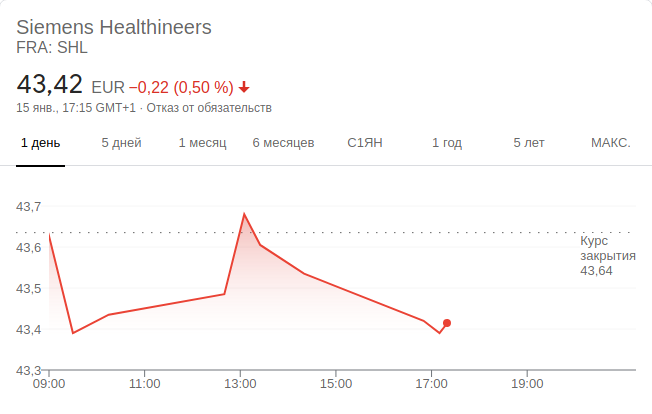 Siemens Healthineers
FRA: SHL
43,42 EUR −0,22 (0,50 %)
15 янв., 17:15 GMT+1 · Отказ от обязательств
1 день 5 дней 1 месяц 6 месяцев С1ЯН 1 год 5 лет МАКС.
43,7
43,6
43,5
43,4
43,3
Курс
закрытия
43,64
09:00 11:00 13:00 15:00 17:00 19:00